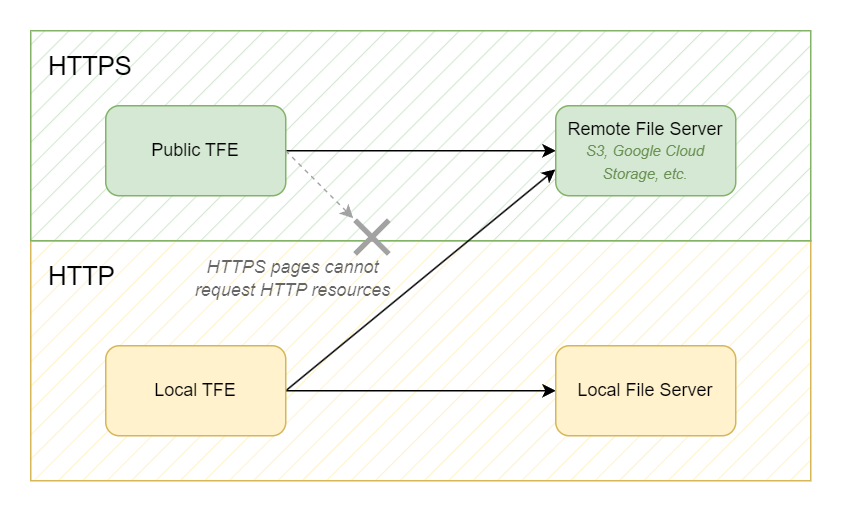 HTTPS
Public TFE
Remote File Server
S3, Google Cloud
Storage, etc.
HTTPS pages cannot
request HTTP resources
HTTP
Local TFE
Local File Server